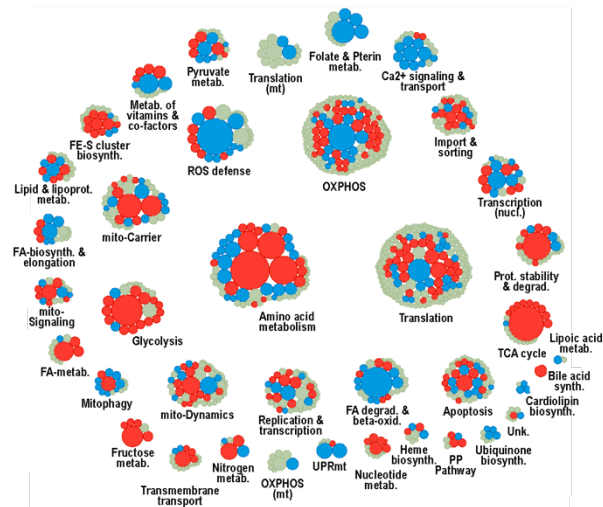 Folate & Pterin
metab.
Pyruvate
metab.
Translation
(mt)
Ca2+ signaling &
transport
Metab. of
vitamins &
co-factors
FE-S cluster
biosynth.
ROS defense
OXPHOS
Import &
sorting
Lipid & lipoprot.
metab.
mito-Carrier
Transcription
(nucl.)
FA-biosynth. &
elongation
Prot. stability
& degrad.
mito-
Signaling
Glycolysis
Amino acid
metabolism
Translation
TCA cycle
Lipoic acid
metab.
FA-metab.
Bile acid
synth.
Mitophagy
mito-Dynamics
Replication &
transcription
FA degrad. &
beta-oxid.
Apoptosis
Cardiolipin
biosynth.
Unk.
Fructose
metab.
Transmembrane
transport
Nitrogen
metab.
OXPHOS
(mt)
UPRmt
Nucleotide
metab.
Heme
biosynth.
PP
Pathway
Ubiquinone
biosynth.